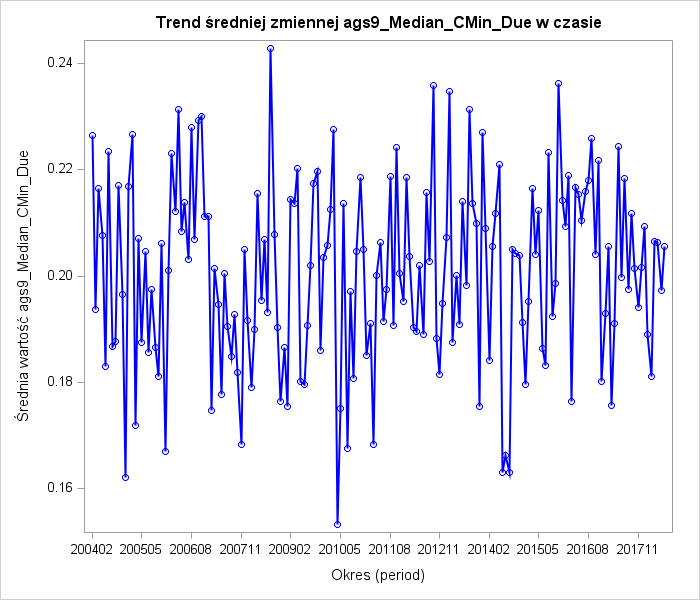 Trend średniej zmiennej ags9_Median_CMin_Due w czasie
0.24
0.22
0.20
0.18
0.16
Średnia wartość ags9_Median_CMin_Due
200402 200505 200608 200711 200902 201005 201108 201211 201402 201505 201608 201711
Okres (period)